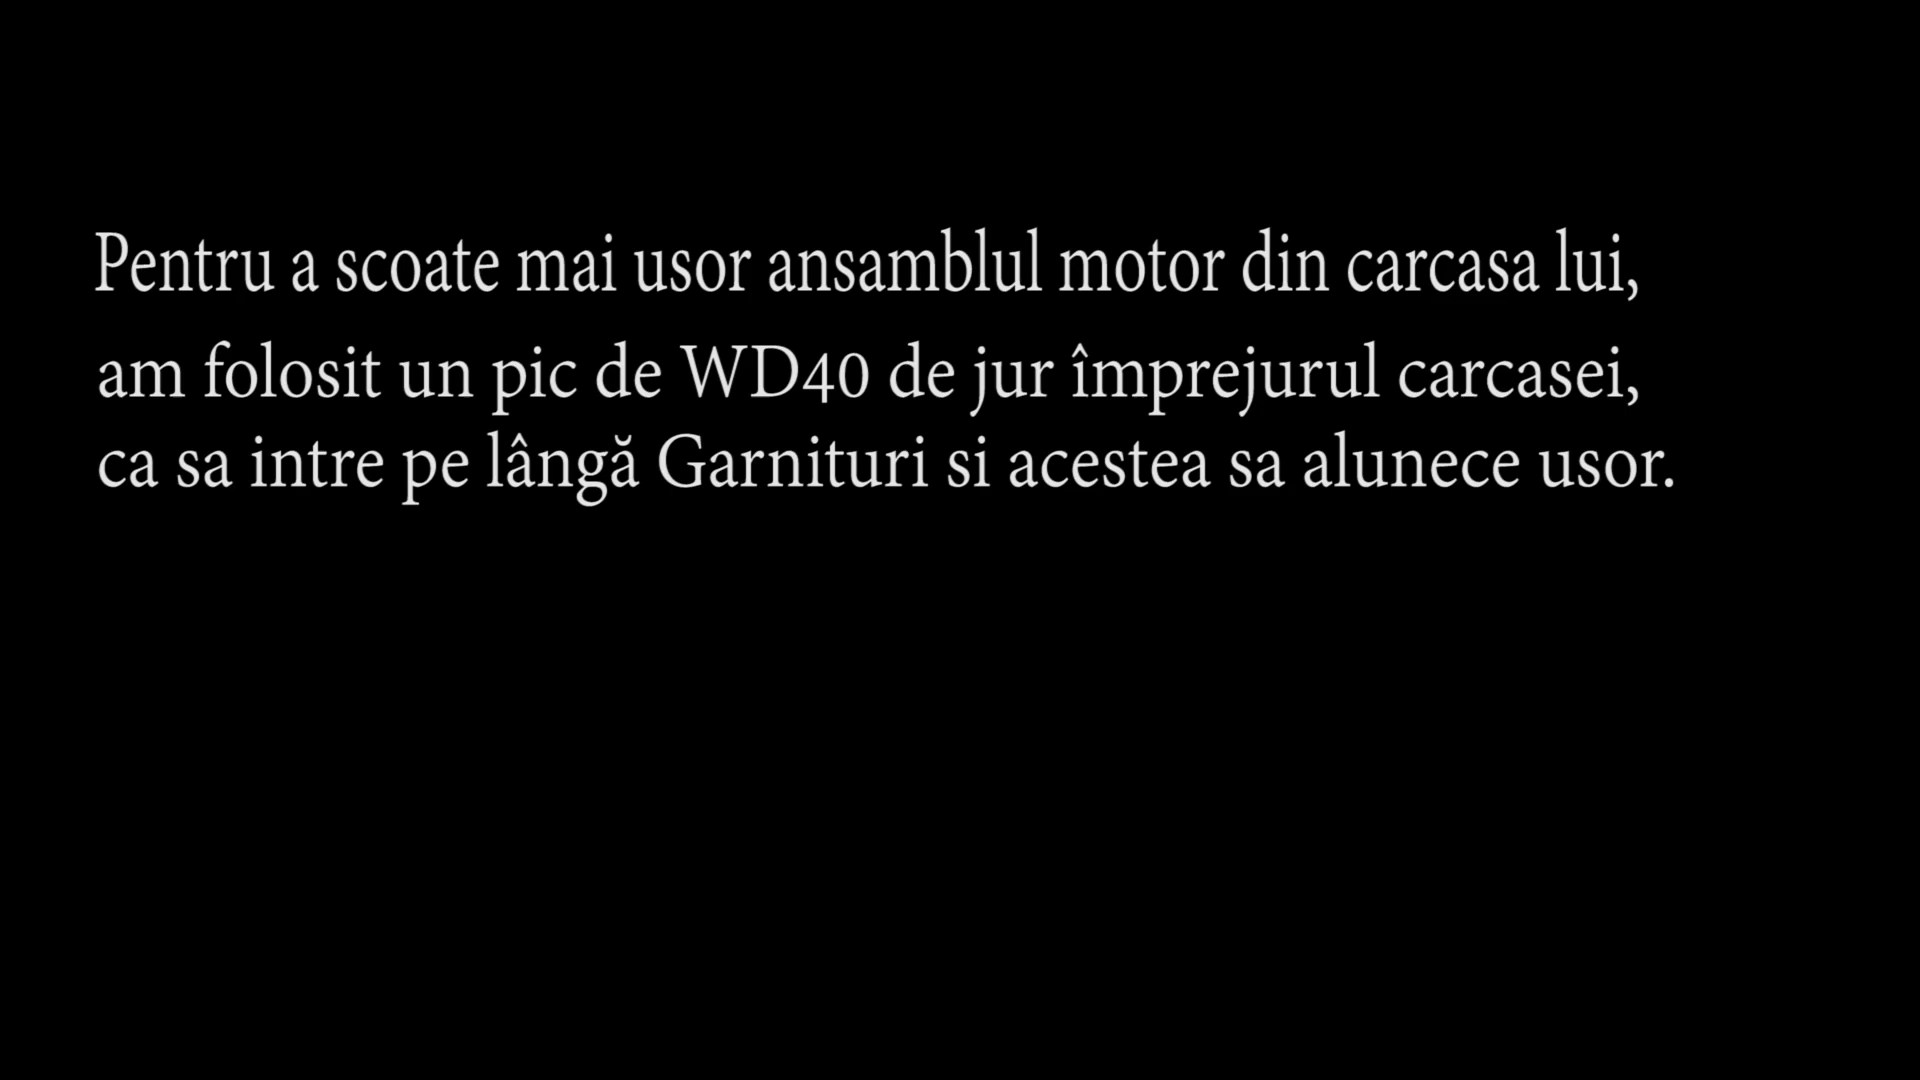 Pentru a scoate mai usor ansamblul motor din carcasa lui,
am folosit un pic de WD40 de jur împrejurul carcasei,
ca sa intre pe lângă Garnituri si acestea sa alunece usor.